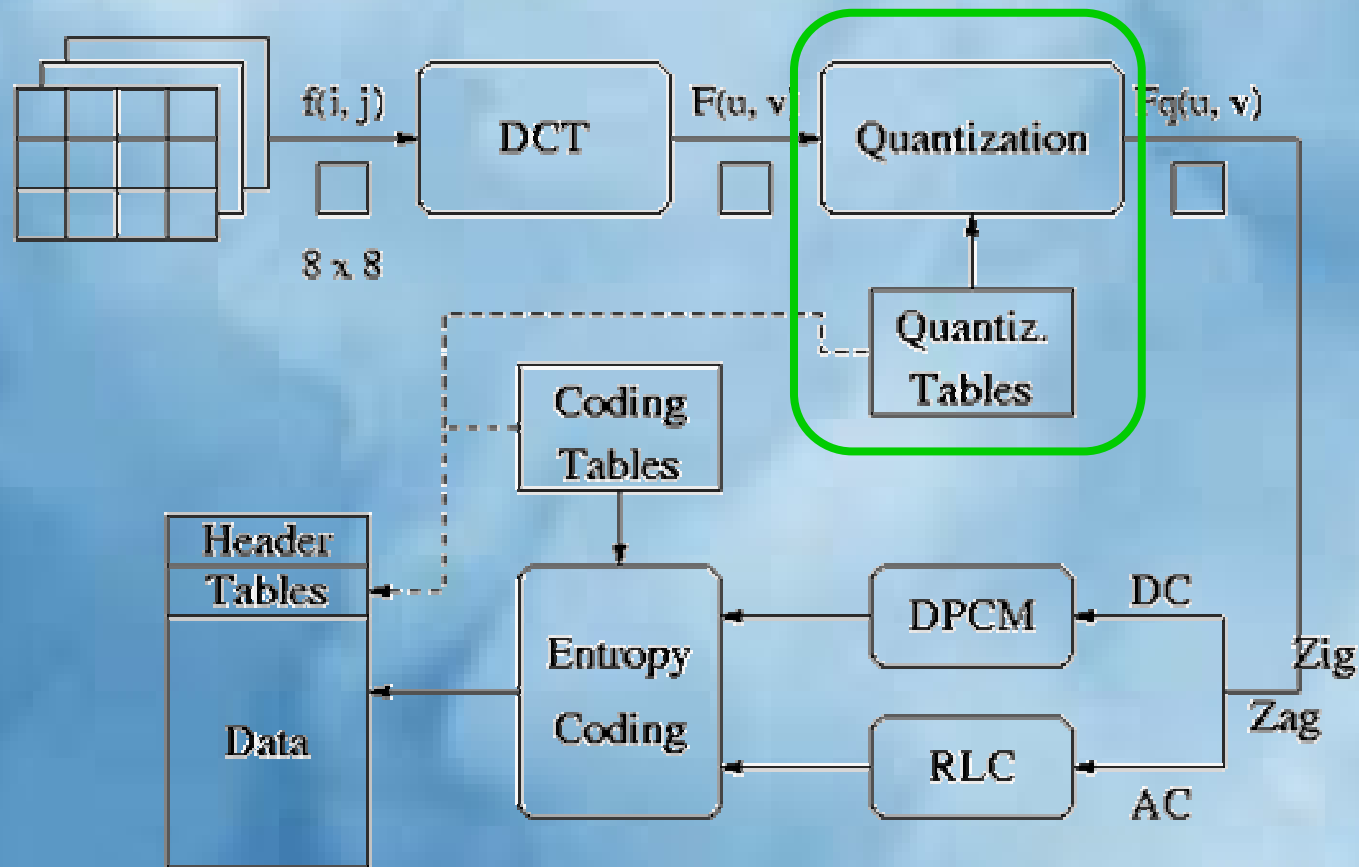 f(i, j)
8 x 8
DCT
F(u, v)
Quantization
Fq(u, v)
Quantiz.
Tables
Coding
Tables
Header
Tables
Data
Entropy
Coding
DPCM
RLC
DC
AC
Zig
Zag